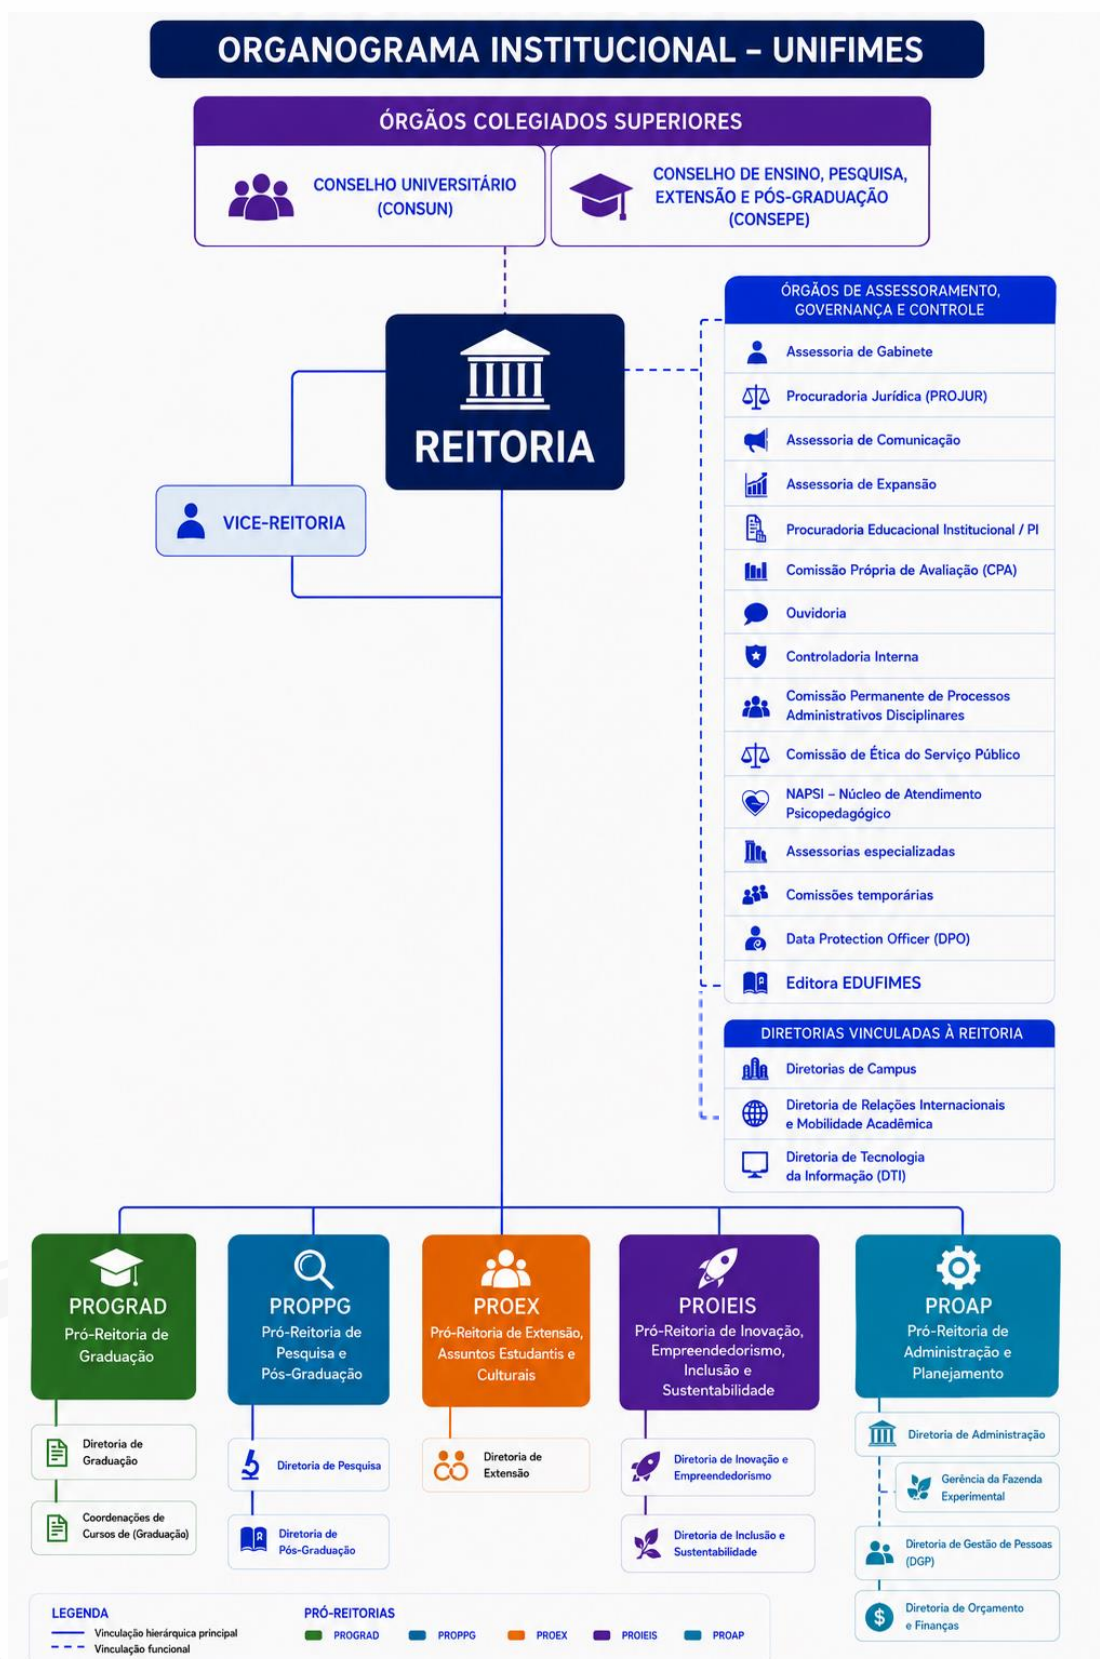 ORGANOGRAMA INSTITUCIONAL – UNIFIMES
ÓRGÃOS COLEGIADOS SUPERIORES
CONSELHO UNIVERSITÁRIO
(CONSUN)
CONSELHO DE ENSINO, PESQUISA,
EXTENSÃO E PÓS-GRADUAÇÃO
(CONSEPE)
REITORIA
VICE-REITORIA
ÓRGÃOS DE ASSESSORAMENTO,
GOVERNANÇA E CONTROLE
Assessoria de Gabinete
Procuradoria Jurídica (PROJUR)
Assessoria de Comunicação
Assessoria de Expansão
Procuradoria Educacional Institucional / PI
Comissão Própria de Avaliação (CPA)
Ouvidoria
Controladoria Interna
Comissão Permanente de Processos
Administrativos Disciplinares
Comissão de Ética do Serviço Público
NAPSI – Núcleo de Atendimento
Psicopedagógico
Assessorias especializadas
Comissões temporárias
Data Protection Officer (DPO)
Editora EDUFIMES
DIRETORIAS VINCULADAS À REITORIA
Diretorias de Campus
Diretoria de Relações Internacionais
e Mobilidade Acadêmica
Diretoria de Tecnologia
da Informação (DTI)
PROGRAD
Pró-Reitoria de
Graduação
Diretoria de
Graduação
Coordenações de
Cursos de (Graduação)
PROPPG
Pró-Reitoria de
Pesquisa e
Pós-Graduação
Diretoria de Pesquisa
Diretoria de
Pós-Graduação
PROEX
Pró-Reitoria de Extensão,
Assuntos Estudantis e
Culturais
Diretoria de
Extensão
PROIEIS
Pró-Reitoria de Inovação,
Empreendedorismo,
Inclusão e
Sustentabilidade
Diretoria de Inovação e
Empreendedorismo
Diretoria de Inclusão e
Sustentabilidade
PROAP
Pró-Reitoria de
Administração e
Planejamento
Diretoria de Administração
Gerência da Fazenda
Experimental
Diretoria de Gestão de Pessoas
(DGP)
Diretoria de Orçamento
e Finanças
LEGENDA
Vinculação hierárquica principal
Vinculação funcional
PRÓ-REITORIAS
PROGRAD
PROPPG
PROEX
PROIEIS
PROAP